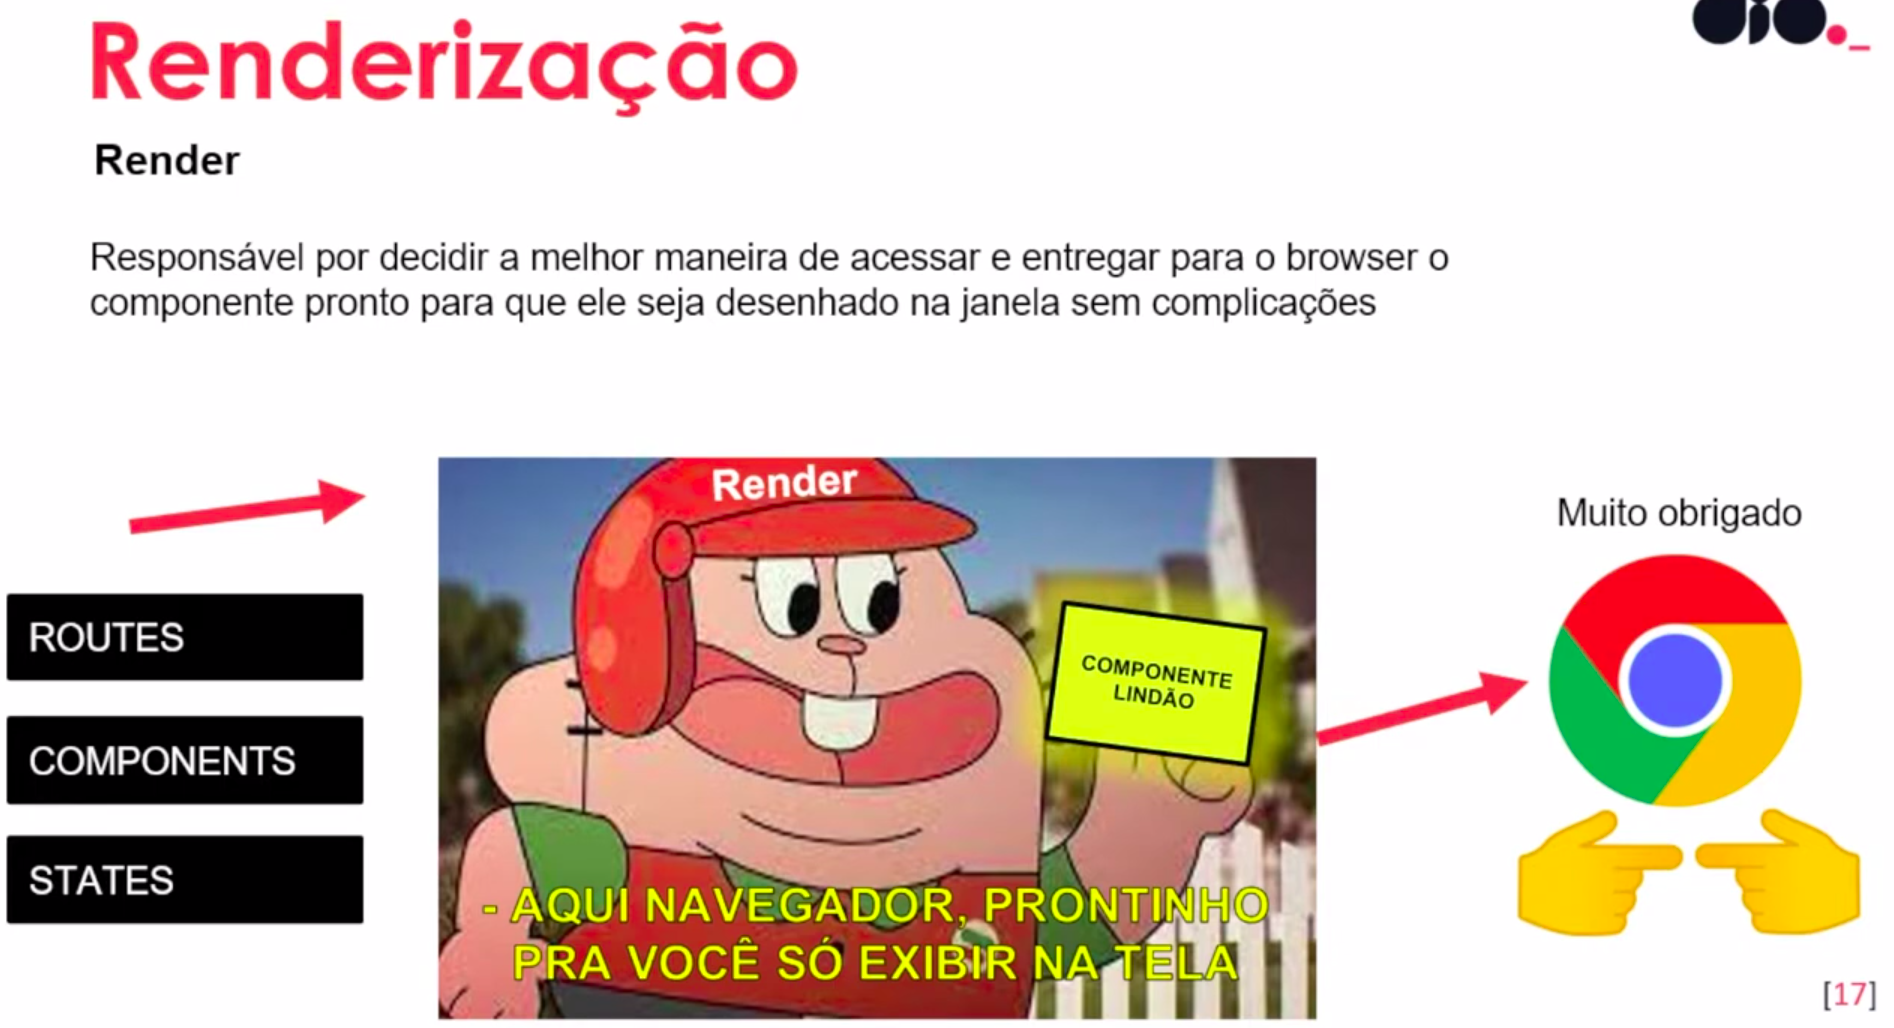 dio._
Renderização
Render
Responsável por decidir a melhor maneira de acessar e entregar para o browser o
componente pronto para que ele seja desenhado na janela sem complicações
Render
Muito obrigado
ROUTES
COMPONENTS
STATES
COMPONENTE
LINDÃO
- AQUI NAVEGADOR, PRONTINHO
PRA VOCÊ SÓ EXIBIR NA TELA
[17]